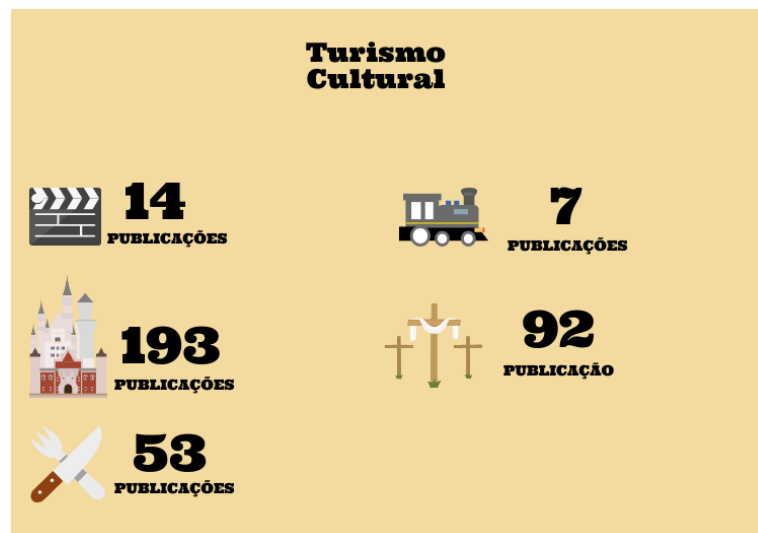 Turismo
Cultural
14
PUBLICAÇÕES
7
PUBLICAÇÕES
193
PUBLICAÇÕES
92
PUBLICAÇÃO
53
PUBLICAÇÕES